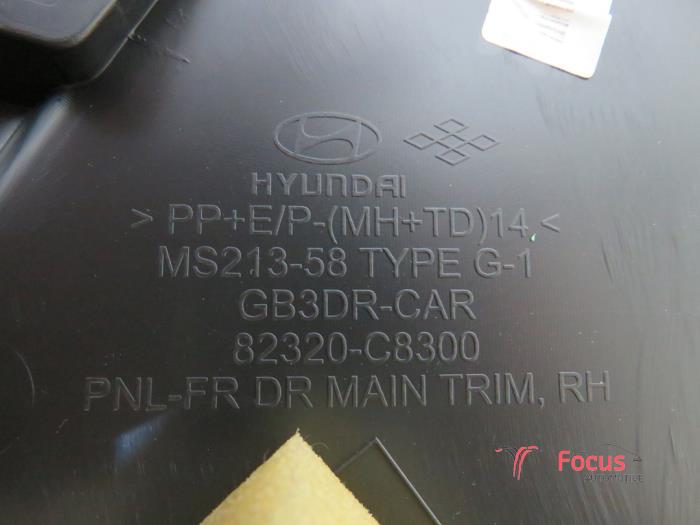 HYUNDAI
> PP+E/P-(MH+TD)14 <
MS213-58 TYPE G-1
GB3DR-CAR
82320-C8300
PNL-FR DR MAIN TRIM, RH
Focus
AUTOMOTIVE